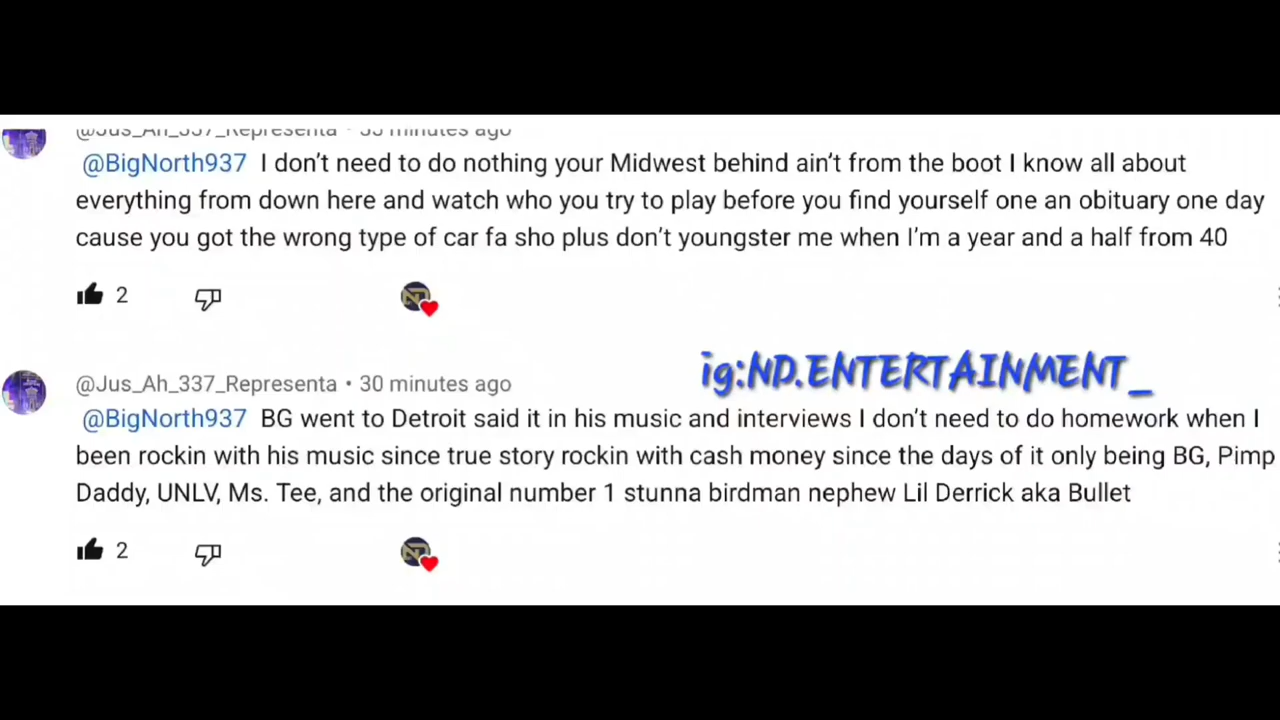 @Jus_Ah_337_Representa • 33 minutes ago
@BigNorth937 I don't need to do nothing your Midwest behind ain't from the boot I know all about
everything from down here and watch who you try to play before you find yourself one an obituary one day
cause you got the wrong type of car fa sho plus don't youngster me when I'm a year and a half from 40
2
ig:ND.ENTERTAINMENT_
@Jus_Ah_337_Representa • 30 minutes ago
@BigNorth937 BG went to Detroit said it in his music and interviews I don't need to do homework when I
been rockin with his music since true story rockin with cash money since the days of it only being BG, Pimp
Daddy, UNLV, Ms. Tee, and the original number 1 stunna birdman nephew Lil Derrick aka Bullet
2